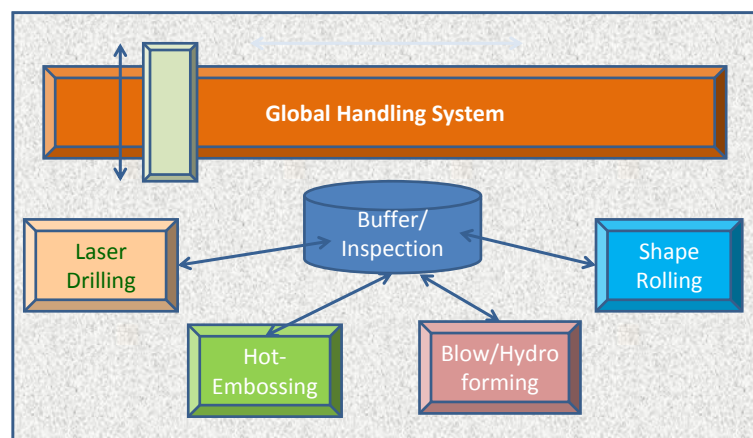 Global Handling System
Buffer/
Inspection
Laser
Drilling
Shape
Rolling
Hot-
Embossing
Blow/Hydro
forming